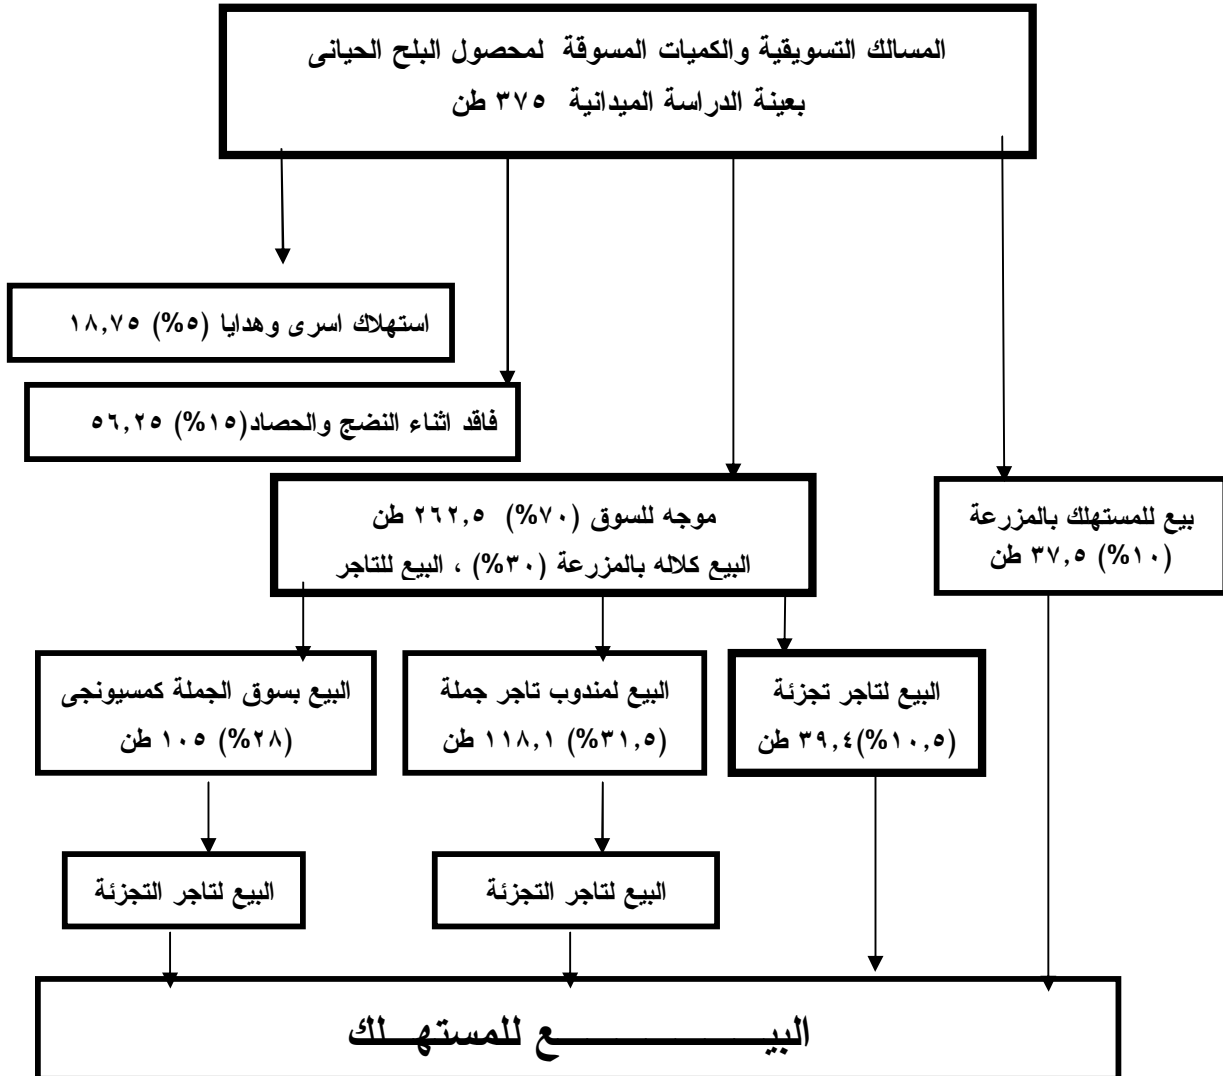 المسالك التسويقية والكميات المسوقة لمحصول البلح الحيانى
بعينة الدراسة الميدانية ٣٧٥ طن
استهلاك اسرى وهدايا (٥%) ١٨,٧٥
فاقد اثناء النضج والحصاد(١٥%) ٥٦,٢٥
موجه للسوق (٧٠%) ٢٦٢,٥ طن
البيع كلاله بالمزرعة (٣٠%) ، البيع للتاجر
بيع للمستهلك بالمزرعة
(١٠%) ٣٧,٥ طن
البيع لتاجر تجزئة
(١٠,٥%)٣٩,٤ طن
البيع لمندوب تاجر جملة
(٣١,٥%) ١١٨,١ طن
البيع بسوق الجملة كمسيونجى
(٢٨%) ١٠٥ طن
البيع لتاجر التجزئة
البيع لتاجر التجزئة
البيــــــــــــــع للمستهـــلك